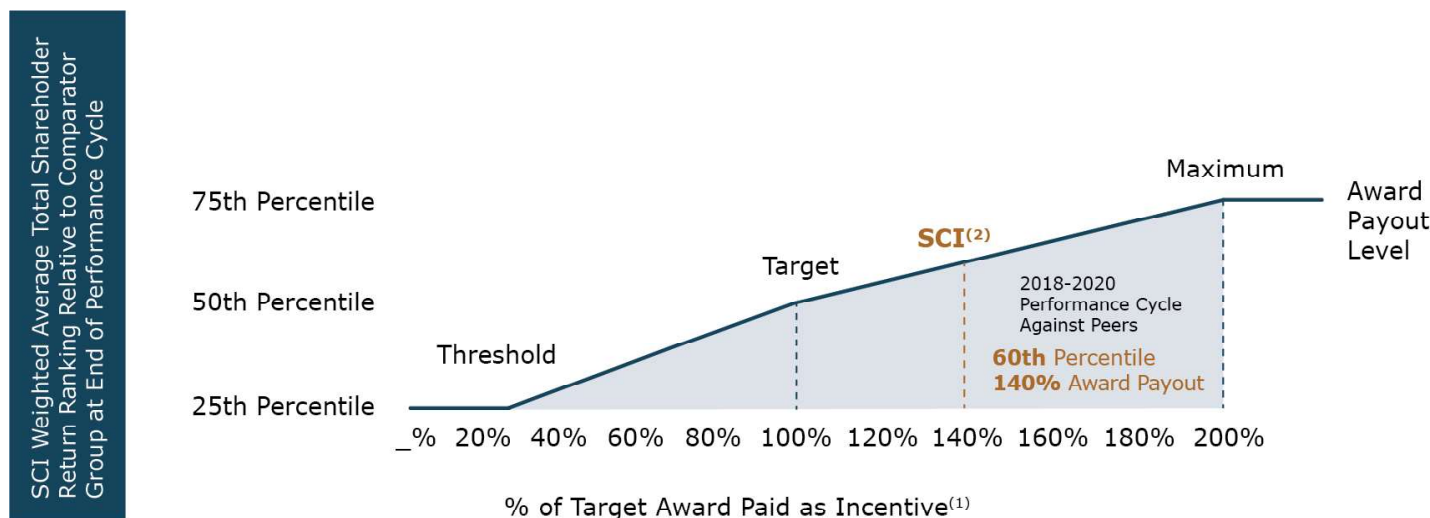 SCI Weighted Average Total Shareholder
Return Ranking Relative to Comparator
Group at End of Performance Cycle
Maximum
75th Percentile
Award
Payout
Level
SCI(2)
Target
50th Percentile
2018-2020
Performance Cycle
Against Peers
Threshold
60th Percentile
140% Award Payout
25th Percentile
_% 20% 40% 60% 80% 100% 120% 140% 160% 180% 200%
% of Target Award Paid as Incentive(1)